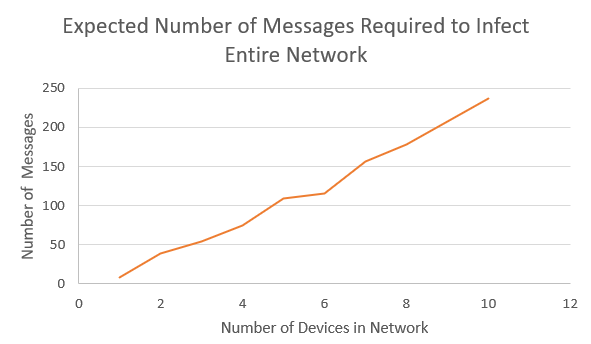 Expected Number of Messages Required to Infect
Entire Network
250
200
150
100
50
0
Number of Messages
0 2 4 6 8 10 12
Number of Devices in Network